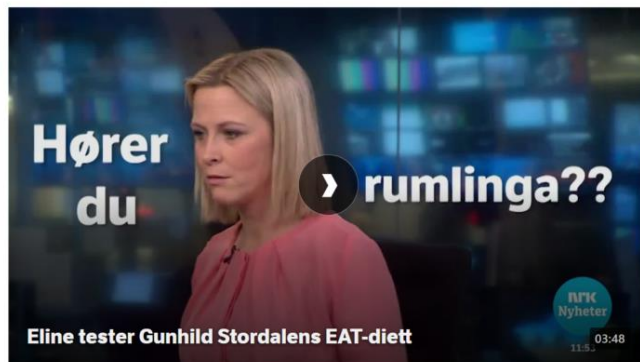 Hører
du
rumlinga??
NRK
Nyheter
Eline tester Gunhild Stordalens EAT-diett
03:48